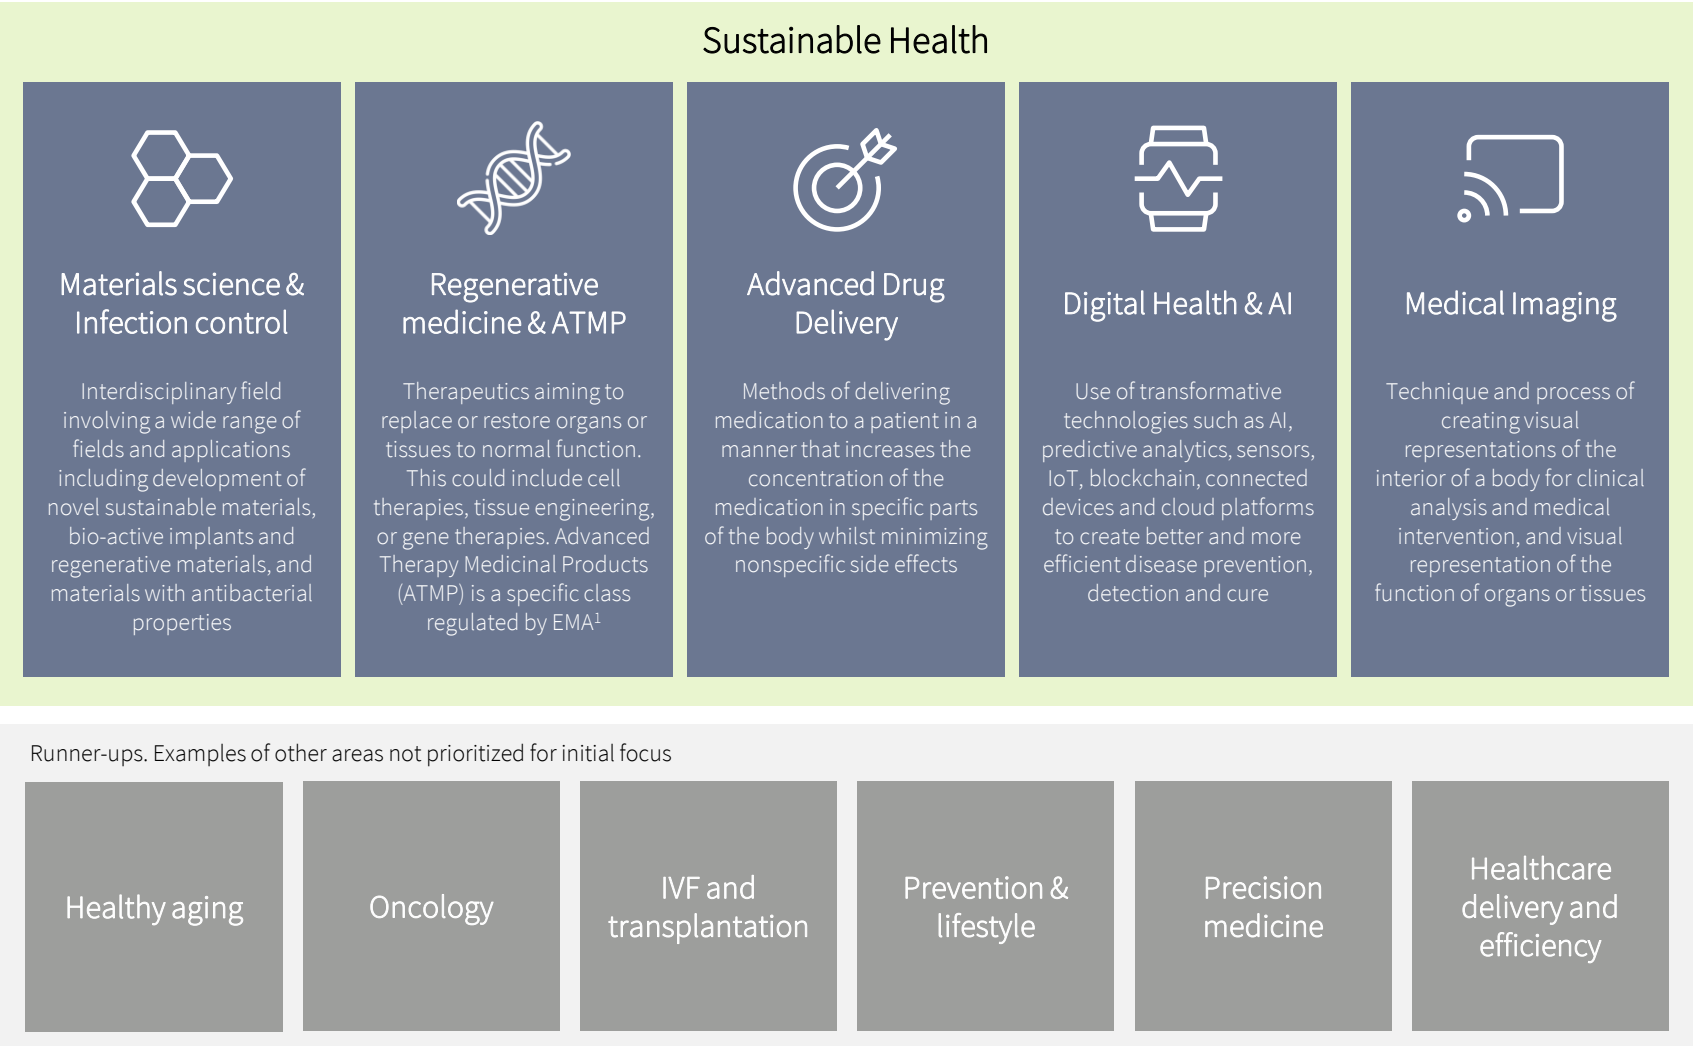 Sustainable Health
Materials science &
Infection control
Interdisciplinary field
involving a wide range of
fields and applications
including development of
novel sustainable materials,
bio-active implants and
regenerative materials, and
materials with antibacterial
properties
Regenerative
medicine & ATMP
Therapeutics aiming to
replace or restore organs or
tissues to normal function.
This could include cell
therapies, tissue engineering,
or gene therapies. Advanced
Therapy Medicinal Products
(ATMP) is a specific class
regulated by EMA¹
Advanced Drug
Delivery
Methods of delivering
medication to a patient in a
manner that increases the
concentration of the
medication in specific parts
of the body whilst minimizing
nonspecific side effects
Digital Health & AI
Use of transformative
technologies such as AI,
predictive analytics, sensors,
IoT, blockchain, connected
devices and cloud platforms
to create better and more
efficient disease prevention,
detection and cure
Medical Imaging
Technique and process of
creating visual
representations of the
interior of a body for clinical
analysis and medical
intervention, and visual
representation of the
function of organs or tissues
Runner-ups. Examples of other areas not prioritized for initial focus
Healthy aging
Oncology
IVF and
transplantation
Prevention &
lifestyle
Precision
medicine
Healthcare
delivery and
efficiency